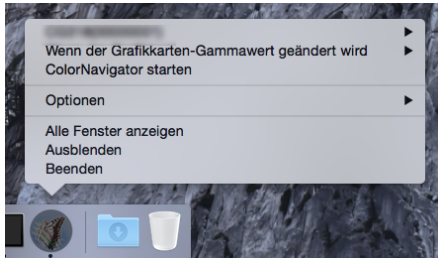 Wenn der Grafikkarten-Gammawert geändert wird
ColorNavigator starten
Optionen
Alle Fenster anzeigen
Ausblenden
Beenden